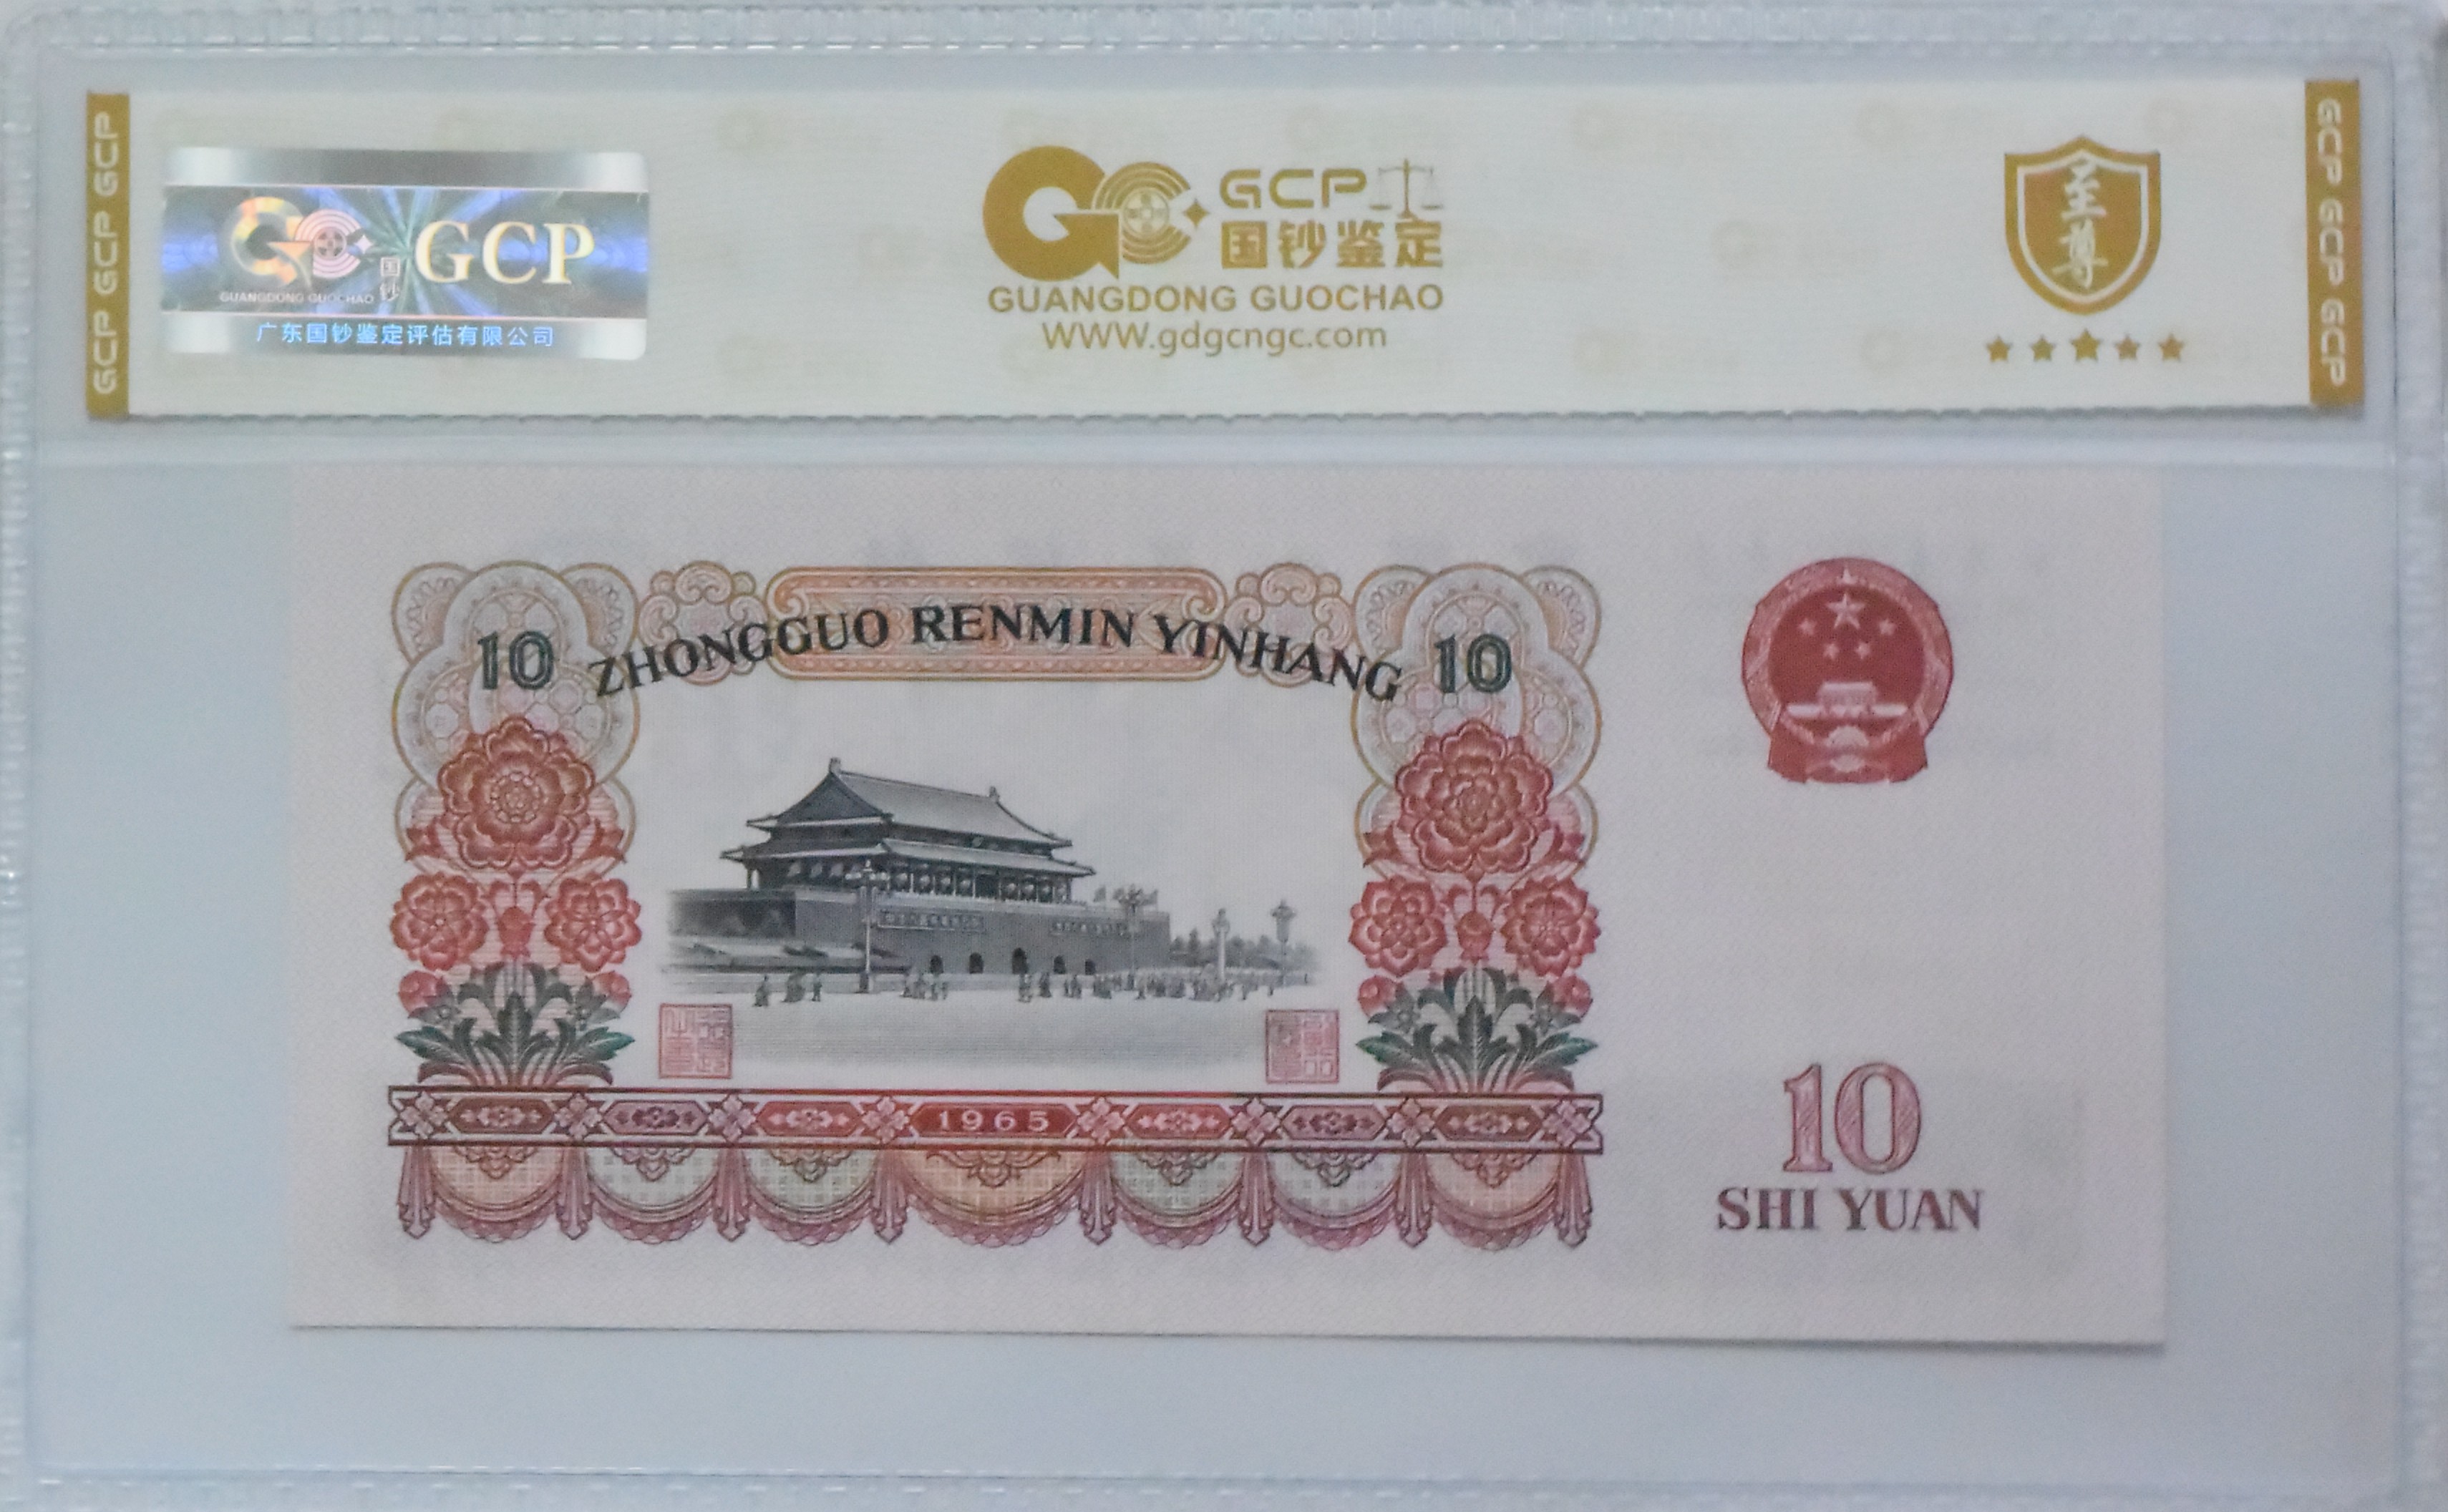 GCP GCP GCP
GUANGDONG GUOCHAO
国钞
GCP
广东国钞鉴定评估有限公司
GCP
国钞鉴定
GUANGDONG GUOCHAO
WWW.gdgcngc.com
至尊
GCP GCP GCP
ZHONGGUO RENMIN YINHANG
10
10
1965
10
SHI YUAN